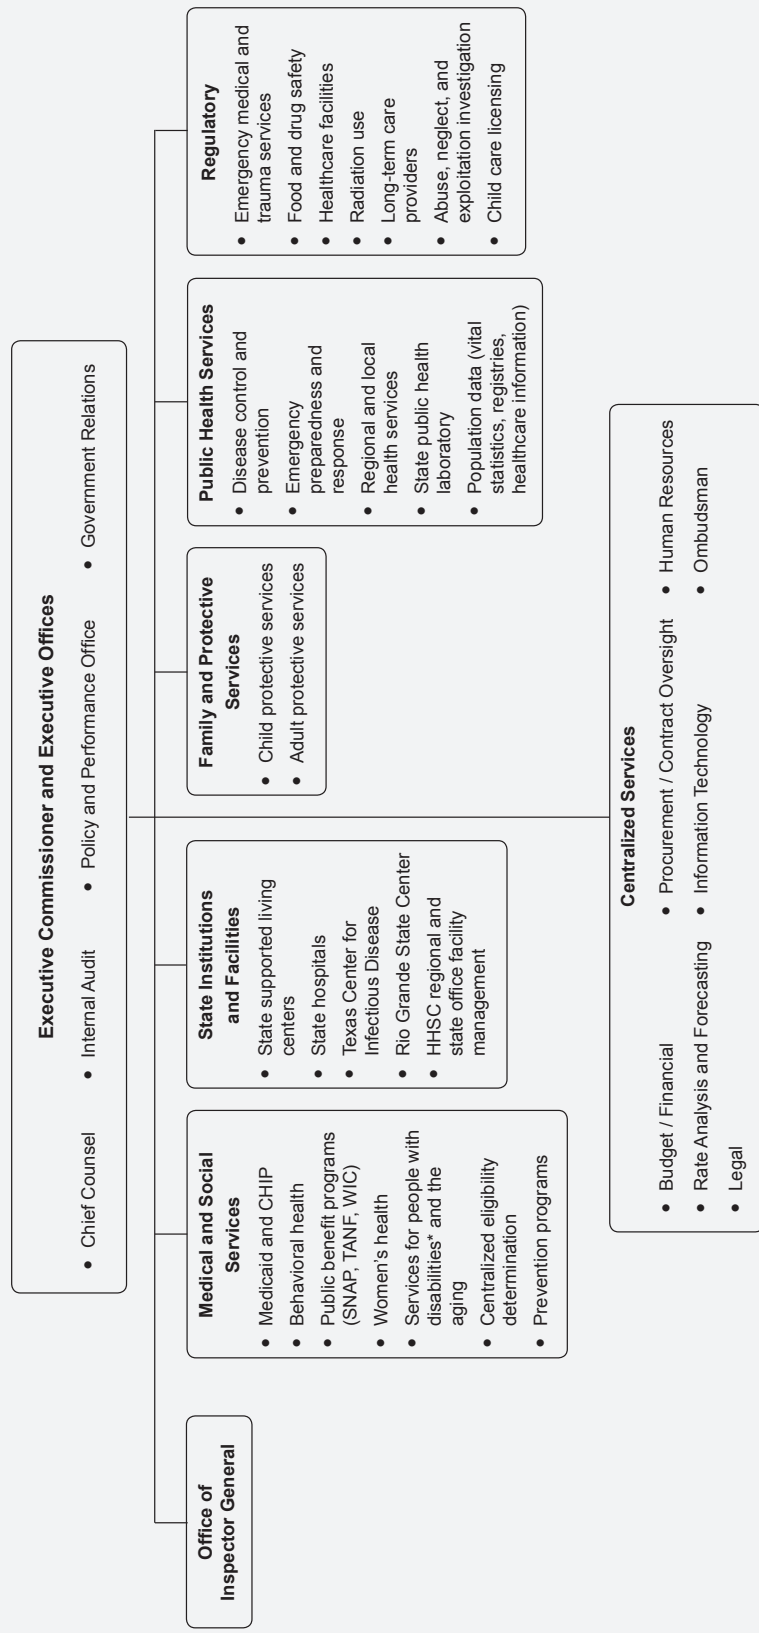 Executive Commissioner and Executive Offices
• Chief Counsel
• Internal Audit
• Policy and Performance Office
• Government Relations
Office of
Inspector General
Medical and Social
Services
• Medicaid and CHIP
• Behavioral health
• Public benefit programs
(SNAP, TANF, WIC)
• Women's health
• Services for people with
disabilities* and the
aging
• Centralized eligibility
determination
• Prevention programs
State Institutions
and Facilities
• State supported living
centers
• State hospitals
• Texas Center for
Infectious Disease
• Rio Grande State Center
• HHSC regional and
state office facility
management
Family and Protective
Services
• Child protective services
• Adult protective services
Public Health Services
• Disease control and
prevention
• Emergency
preparedness and
response
• Regional and local
health services
• State public health
laboratory
• Population data (vital
statistics, registries,
healthcare information)
Regulatory
• Emergency medical and
trauma services
• Food and drug safety
• Healthcare facilities
• Radiation use
• Long-term care
providers
• Abuse, neglect, and
exploitation investigation
• Child care licensing
Centralized Services
• Budget / Financial
• Rate Analysis and Forecasting
• Legal
• Procurement / Contract Oversight
• Information Technology
• Human Resources
• Ombudsman